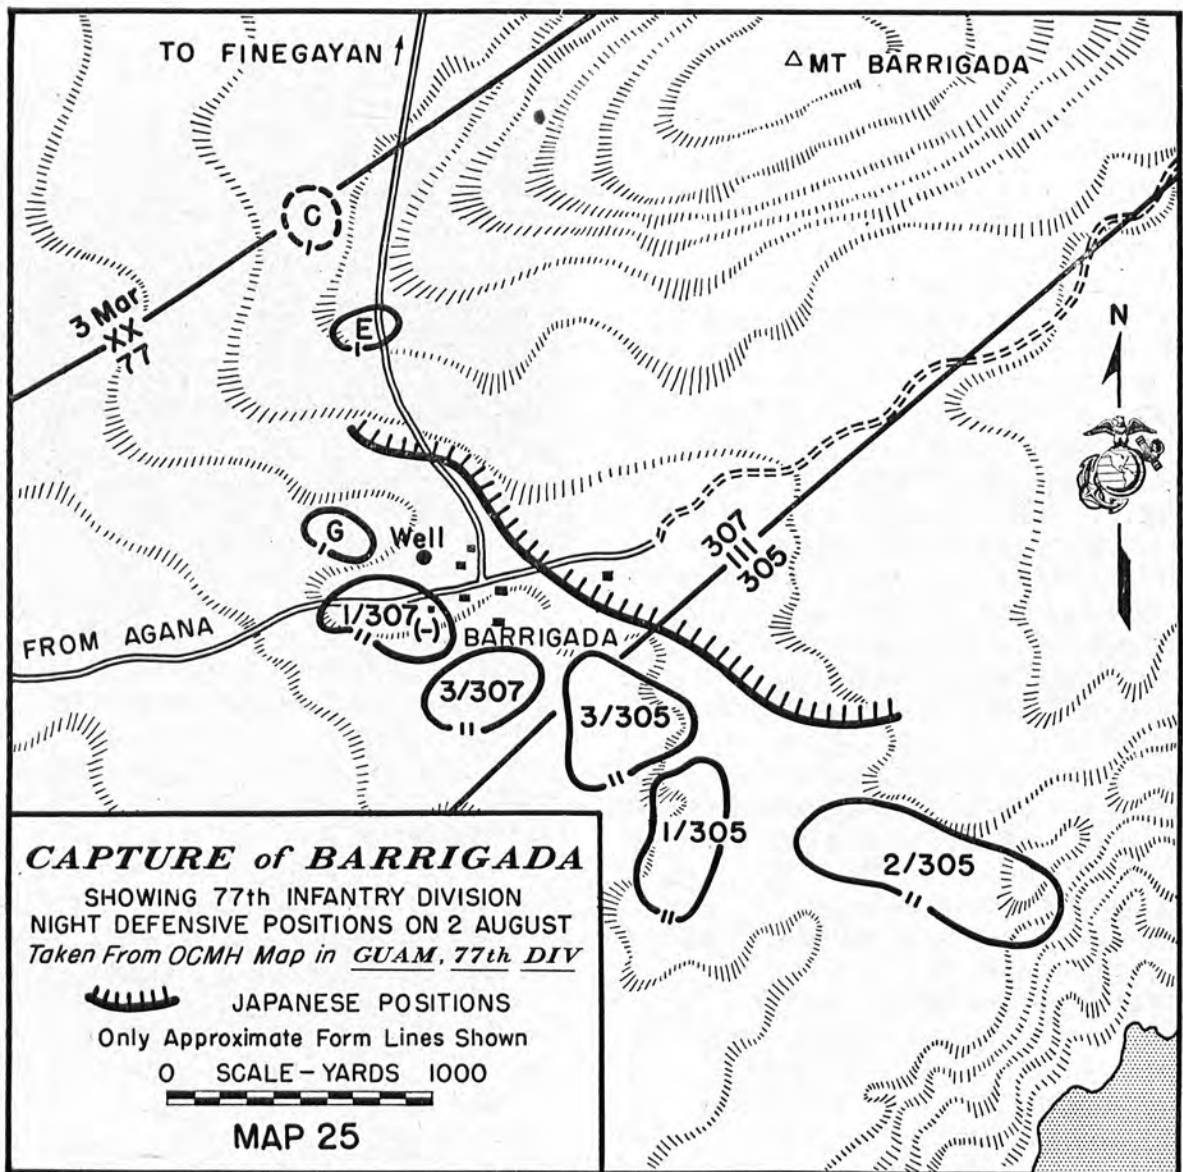 TO FINEGAYAN
MT BARRIGADA
C
3 Mar
XX
77
E
N
G
Well
307
III
305
1/307
(-)
FROM AGANA
BARRIGADA
3/307
3/305
1/305
2/305
CAPTURE of BARRIGADA
SHOWING 77th INFANTRY DIVISION
NIGHT DEFENSIVE POSITIONS ON 2 AUGUST
Taken From OCMH Map in GUAM, 77th DIV
JAPANESE POSITIONS
Only Approximate Form Lines Shown
0 SCALE-YARDS 1000
MAP 25